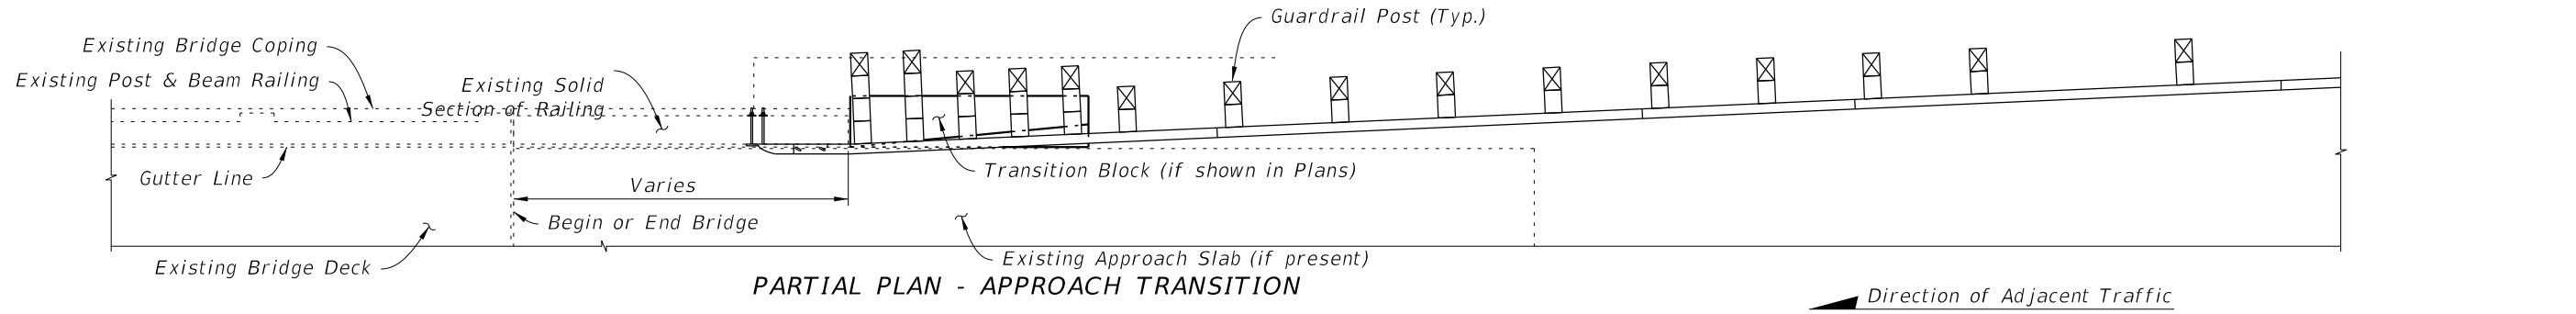 Guardrail Post (Typ.)
Existing Bridge Coping
Existing Post & Beam Railing
Existing Solid
Section of Railing
Gutter Line
Transition Block (if shown in Plans)
Varies
Begin or End Bridge
Existing Bridge Deck
Existing Approach Slab (if present)
PARTIAL PLAN - APPROACH TRANSITION
Direction of Adjacent Traffic